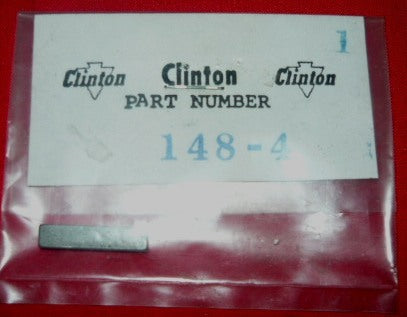 1
Clinton Clinton Clinton
PART NUMBER
148-4